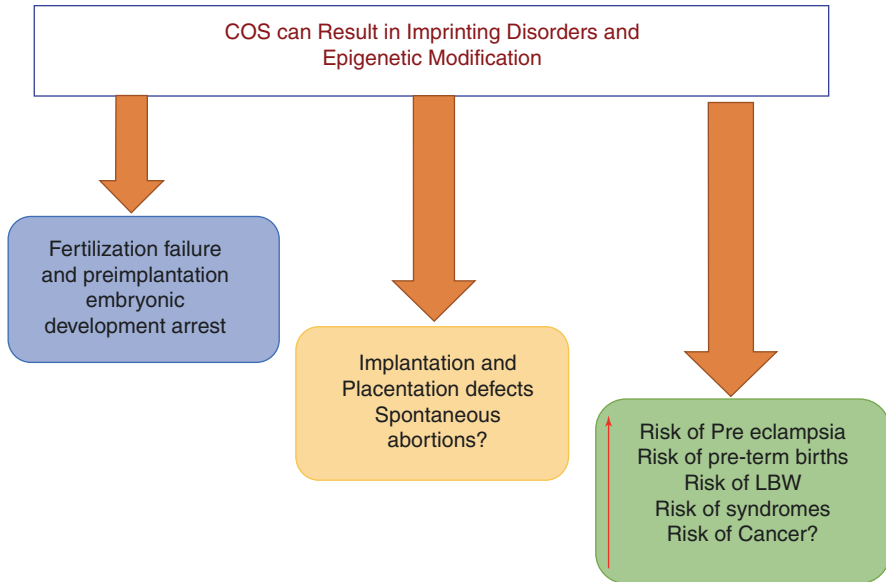 COS can Result in Imprinting Disorders and
Epigenetic Modification
Fertilization failure
and preimplantation
embryonic
development arrest
Implantation and
Placentation defects
Spontaneous
abortions?
Risk of Pre eclampsia
Risk of pre-term births
Risk of LBW
Risk of syndromes
Risk of Cancer?